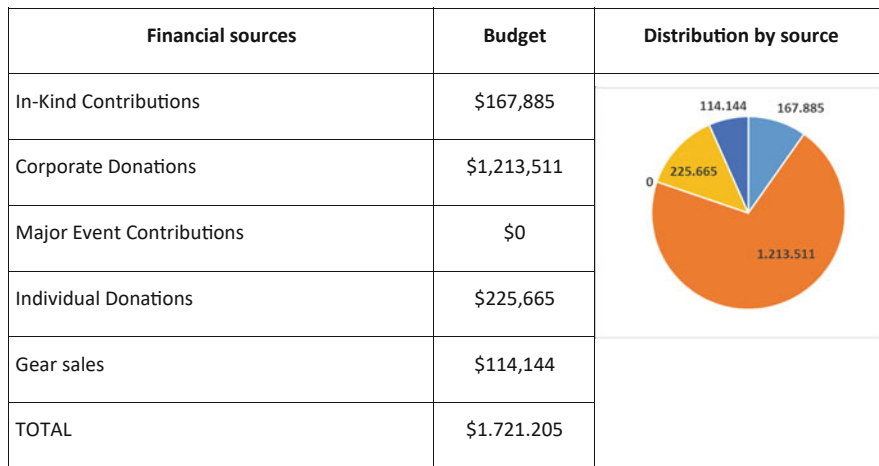 Financial sources Budget Distribution by source
In-Kind Contributions $167,885
Corporate Donations $1,213,511
Major Event Contributions $0
Individual Donations $225,665
Gear sales $114,144
TOTAL $1.721.205
114.144 167.885
225.665
0
1.213.511